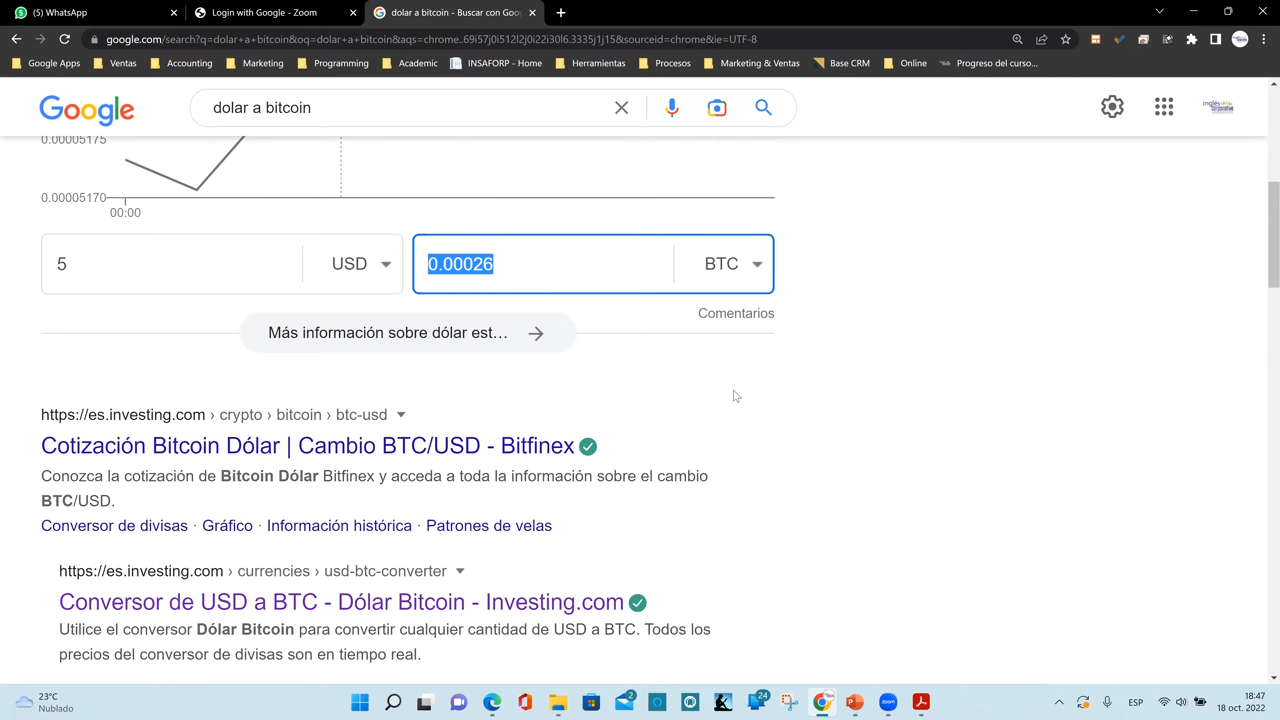 (5) WhatsApp
Login with Google - Zoom
dolar a bitcoin - Buscar con Goo
google.com/search?q=dolar+a+bitcoin&oq=dolar+a+bitcoin&aqs=chrome..69i57j0i512l2j0i22i30l6.3335j1j15&sourceid=chrome&ie=UTF-8
Google Apps
Ventas
Accounting
Marketing
Programming
Academic
INSAFORP - Home
Herramientas
Procesos
Marketing & Ventas
Base CRM
Online
Progreso del curso...
Google
dolar a bitcoin
0.00005175
0.00005170
00:00
5
USD
0.00026
BTC
Comentarios
Más información sobre dólar est...
https://es.investing.com › crypto › bitcoin › btc-usd
Cotización Bitcoin Dólar | Cambio BTC/USD - Bitfinex
Conozca la cotización de Bitcoin Dólar Bitfinex y acceda a toda la información sobre el cambio
BTC/USD.
Conversor de divisas · Gráfico · Información histórica · Patrones de velas
https://es.investing.com › currencies › usd-btc-converter
Conversor de USD a BTC - Dólar Bitcoin - Investing.com
Utilice el conversor Dólar Bitcoin para convertir cualquier cantidad de USD a BTC. Todos los
precios del conversor de divisas son en tiempo real.
23°C
Nublado
2
24
zoom
ESP
18:47
18 oct. 2022